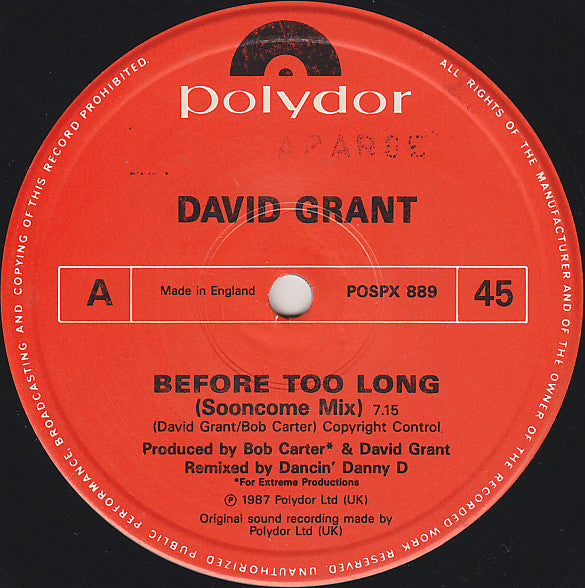 polydor
DAVID GRANT
A
Made in England
POSPX 889
45
BEFORE TOO LONG
(Sooncome Mix) 7.15
(David Grant/Bob Carter) Copyright Control.
Produced by Bob Carter* & David Grant
Remixed by Dancin' Danny D
*For Extreme Productions
℗ 1987 Polydor Ltd (UK)
Original sound recording made by
Polydor Ltd (UK)
ALL RIGHTS OF THE MANUFACTURER AND OF THE OWNER OF THE RECORDED WORK RESERVED. UNAUTHORIZED PUBLIC PERFORMANCE, BROADCASTING AND COPYING OF THIS RECORD PROHIBITED.